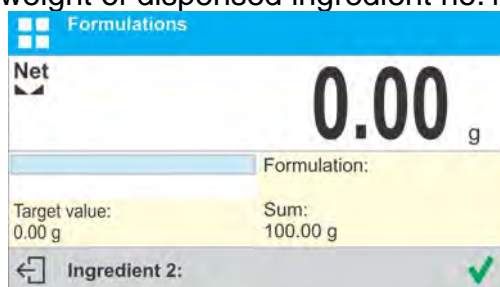 weight of dispensed ingredient no.1
Formulations
Net
0.00 g
Formulation:
Target value:
0.00 g
Sum:
100.00 g
Ingredient 2: